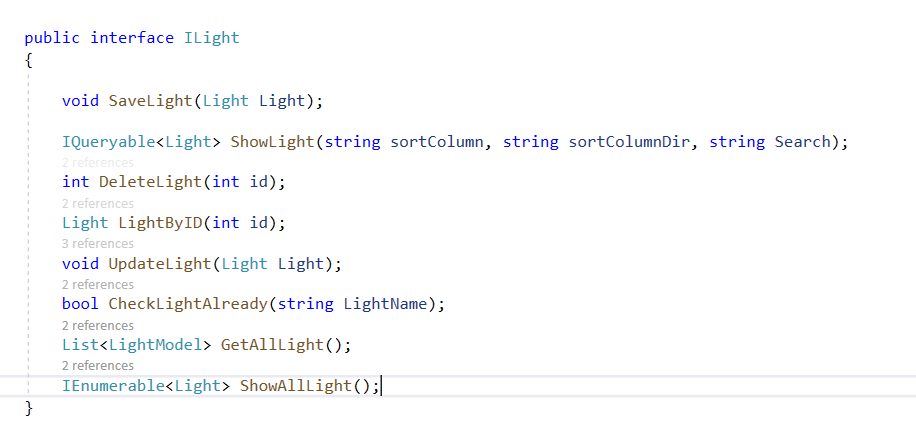 public interface ILight
{
void SaveLight(Light Light);
IQueryable<Light> ShowLight(string sortColumn, string sortColumnDir, string Search);
2 references
int DeleteLight(int id);
2 references
Light LightByID(int id);
3 references
void UpdateLight(Light Light);
2 references
bool CheckLightAlready(string LightName);
2 references
List<LightModel> GetAllLight();
2 references
IEnumerable<Light> ShowAllLight();
}